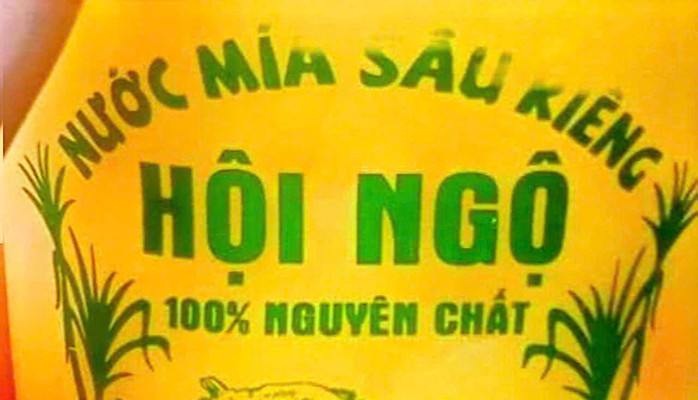 NƯỚC MÍA SẦU RIÊNG
HỘI NGỘ
100% NGUYÊN CHẤT